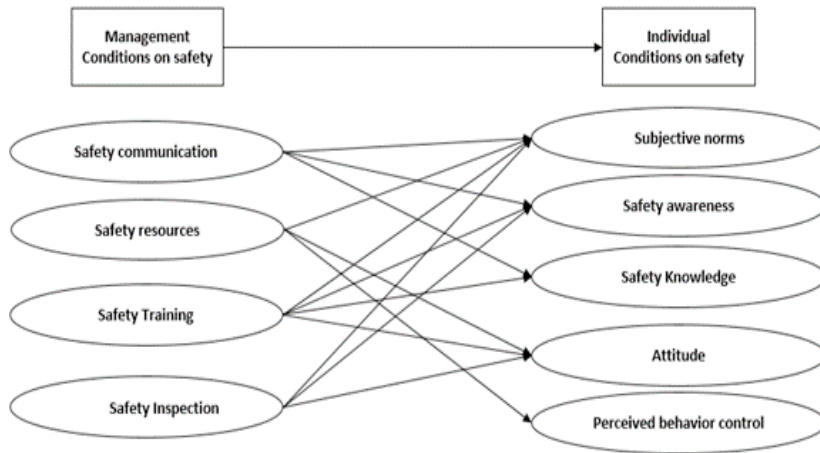 Management
Conditions on safety
Individual
Conditions on safety
Safety communication
Subjective norms
Safety awareness
Safety resources
Safety Knowledge
Safety Training
Attitude
Safety Inspection
Perceived behavior control